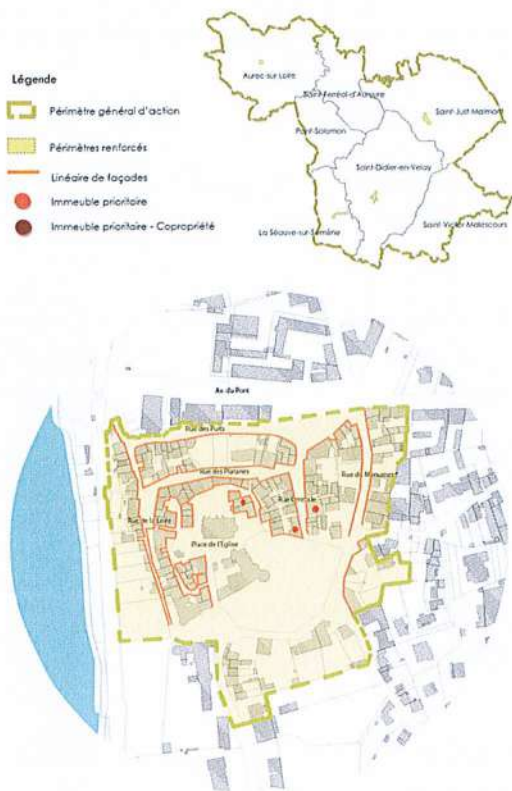 Légende
Périmètre général d'action
Périmètres renforcés
Linéaire de façades
Immeuble prioritaire
Immeuble prioritaire - Copropriété
Aurec-sur-Loire
Saint-Ferréol-d'Auroure
Saint-Just-Malmont
Pont-Salomon
Saint-Didier-en-Velay
La Séauve-sur-Semène
Saint-Victor-Malescours
Av. du Pont
Rue des Puits
Rue des Platanes
Rue du Monument
Rue de la Loire
Place de l'Eglise